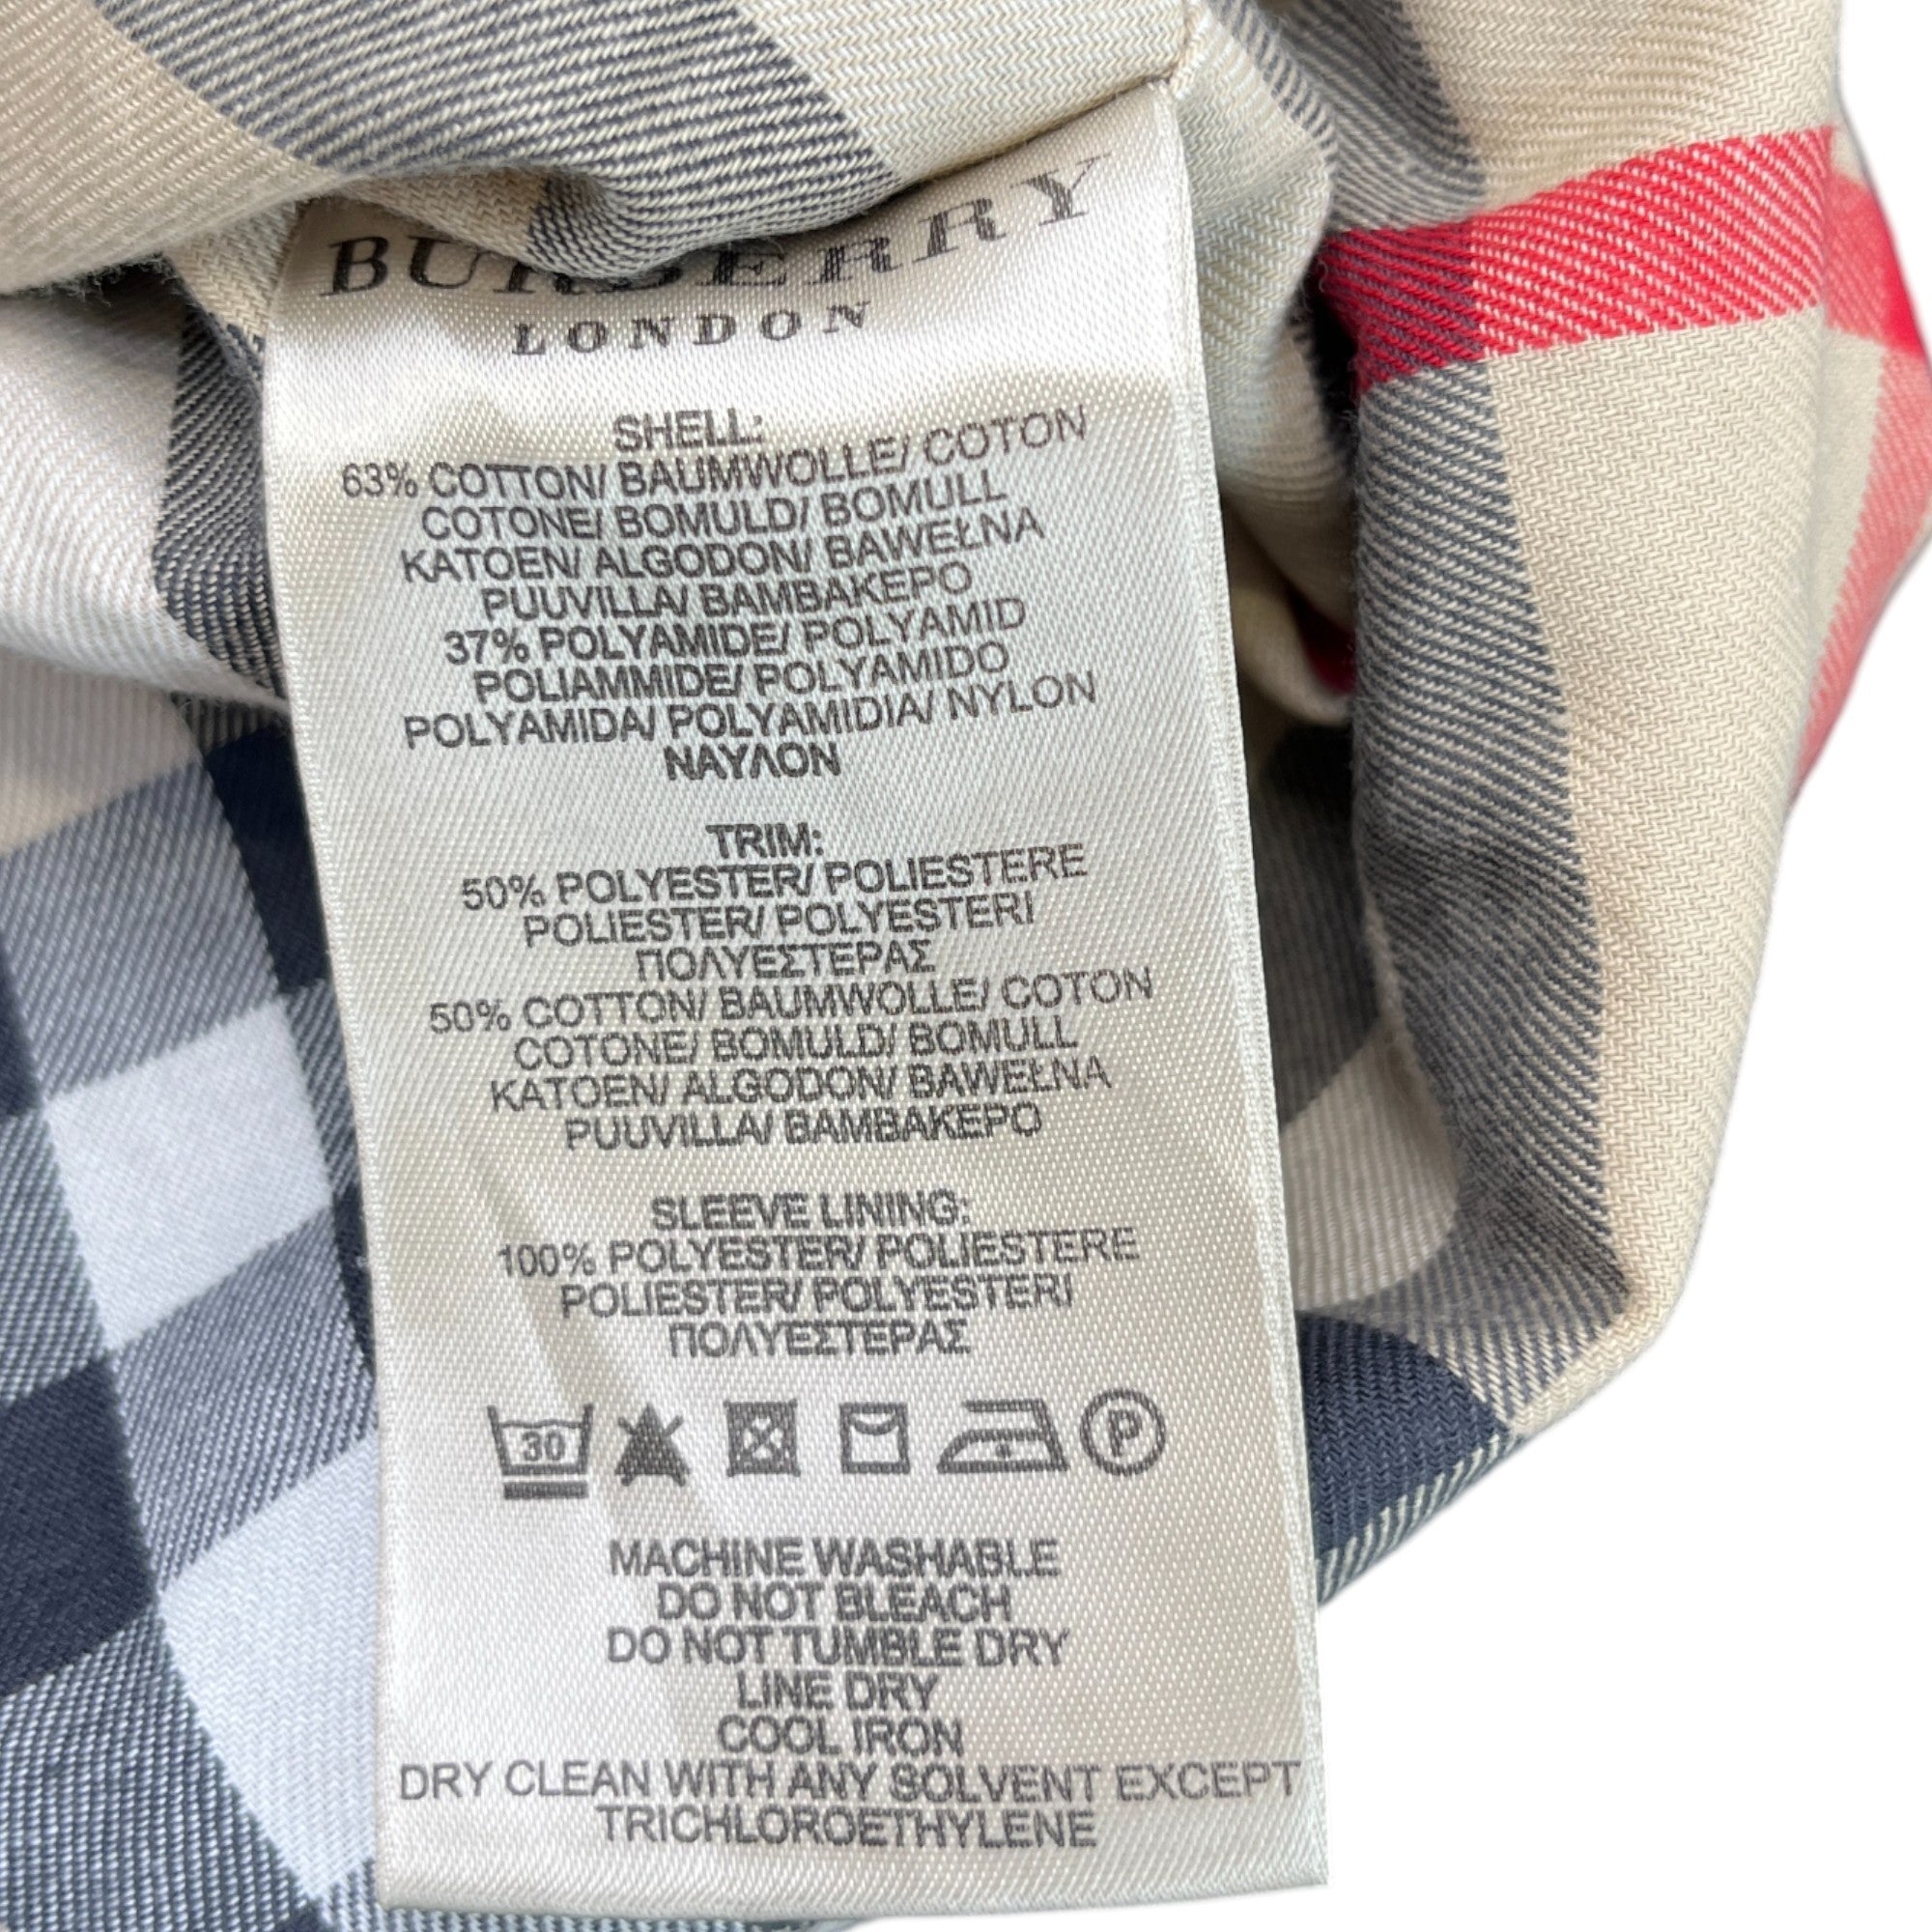 BURBERRY
LONDON
SHELL:
63% COTTON/ BAUMWOLLE/ COTON
COTONE/ BOMULD/ BOMULL
KATOEN/ ALGODON/ BAWEŁNA
PUUVILLA/ ΒΑΜΒΑΚΕΡΟ
37% POLYAMIDE/ POLYAMID
POLIAMMIDE/ POLYAMIDO
POLYAMIDA/ POLYAMIDIA/ NYLON
ΝΑΥΛΟΝ
TRIM:
50% POLYESTER/ POLIESTERE
POLIESTER/ POLYESTERI
ΠΟΛΥΕΣΤΕΡΑΣ
50% COTTON/ BAUMWOLLE/ COTON
COTONE/ BOMULD/ BOMULL
KATOEN/ ALGODON/ BAWEŁNA
PUUVILLA/ ΒΑΜΒΑΚΕΡΟ
SLEEVE LINING:
100% POLYESTER/ POLIESTERE
POLIESTER/ POLYESTERI
ΠΟΛΥΕΣΤΕΡΑΣ
30 P
MACHINE WASHABLE
DO NOT BLEACH
DO NOT TUMBLE DRY
LINE DRY
COOL IRON
DRY CLEAN WITH ANY SOLVENT EXCEPT
TRICHLOROETHYLENE